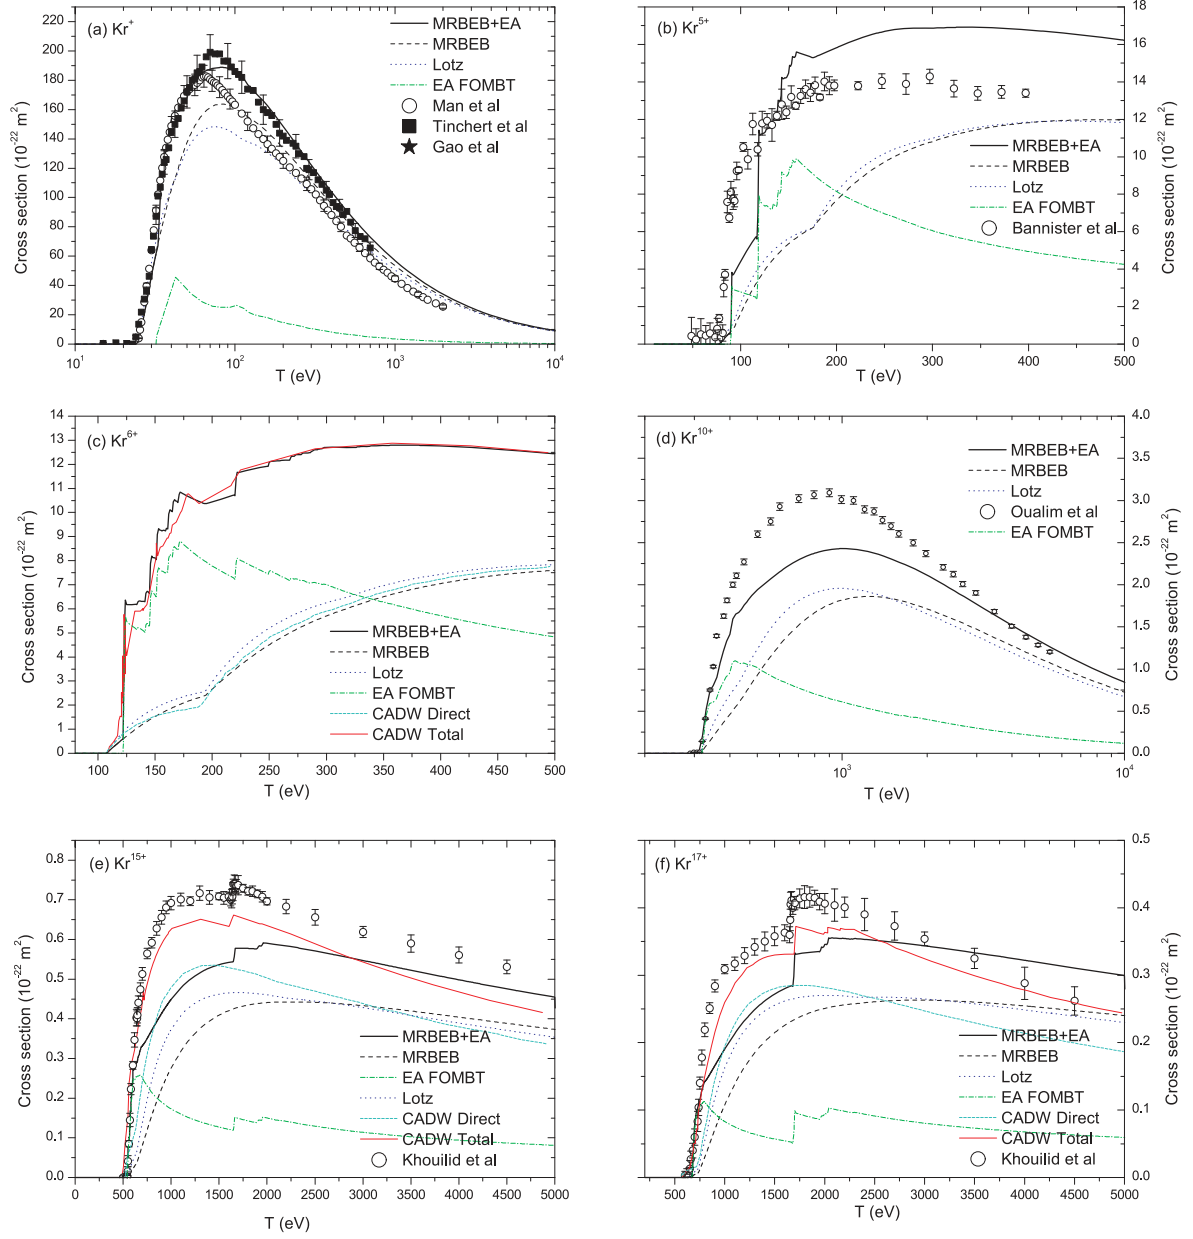 (a) Kr+
MRBEB+EA
MRBEB
Lotz
EA FOMBT
Man et al
Tinchert et al
Gao et al
220
200
180
160
140
120
100
80
60
40
20
0
Cross section (10-22 m2)
10^1
10^2
10^3
10^4
T (eV)
(b) Kr5+
MRBEB+EA
MRBEB
Lotz
EA FOMBT
Bannister et al
18
16
14
12
10
8
6
4
2
0
Cross section (10-22 m2)
100
200
300
400
500
T (eV)
(c) Kr6+
14
13
12
11
10
9
8
7
6
5
4
3
2
1
0
Cross section (10-22 m2)
MRBEB+EA
MRBEB
Lotz
EA FOMBT
CADW Direct
CADW Total
100
150
200
250
300
350
400
450
500
T (eV)
(d) Kr10+
MRBEB+EA
MRBEB
Lotz
Oualim et al
EA FOMBT
4.0
3.5
3.0
2.5
2.0
1.5
1.0
0.5
0.0
Cross section (10-22 m2)
10^3
10^4
T (eV)
(e) Kr15+
0.8
0.7
0.6
0.5
0.4
0.3
0.2
0.1
0.0
Cross section (10-22 m2)
MRBEB+EA
MRBEB
EA FOMBT
Lotz
CADW Direct
CADW Total
Khouilid et al
0
500
1000
1500
2000
2500
3000
3500
4000
4500
5000
T (eV)
(f) Kr17+
0.5
0.4
0.3
0.2
0.1
0.0
Cross section (10-22 m2)
MRBEB+EA
MRBEB
Lotz
EA FOMBT
CADW Direct
CADW Total
Khouilid et al
500
1000
1500
2000
2500
3000
3500
4000
4500
5000
T (eV)